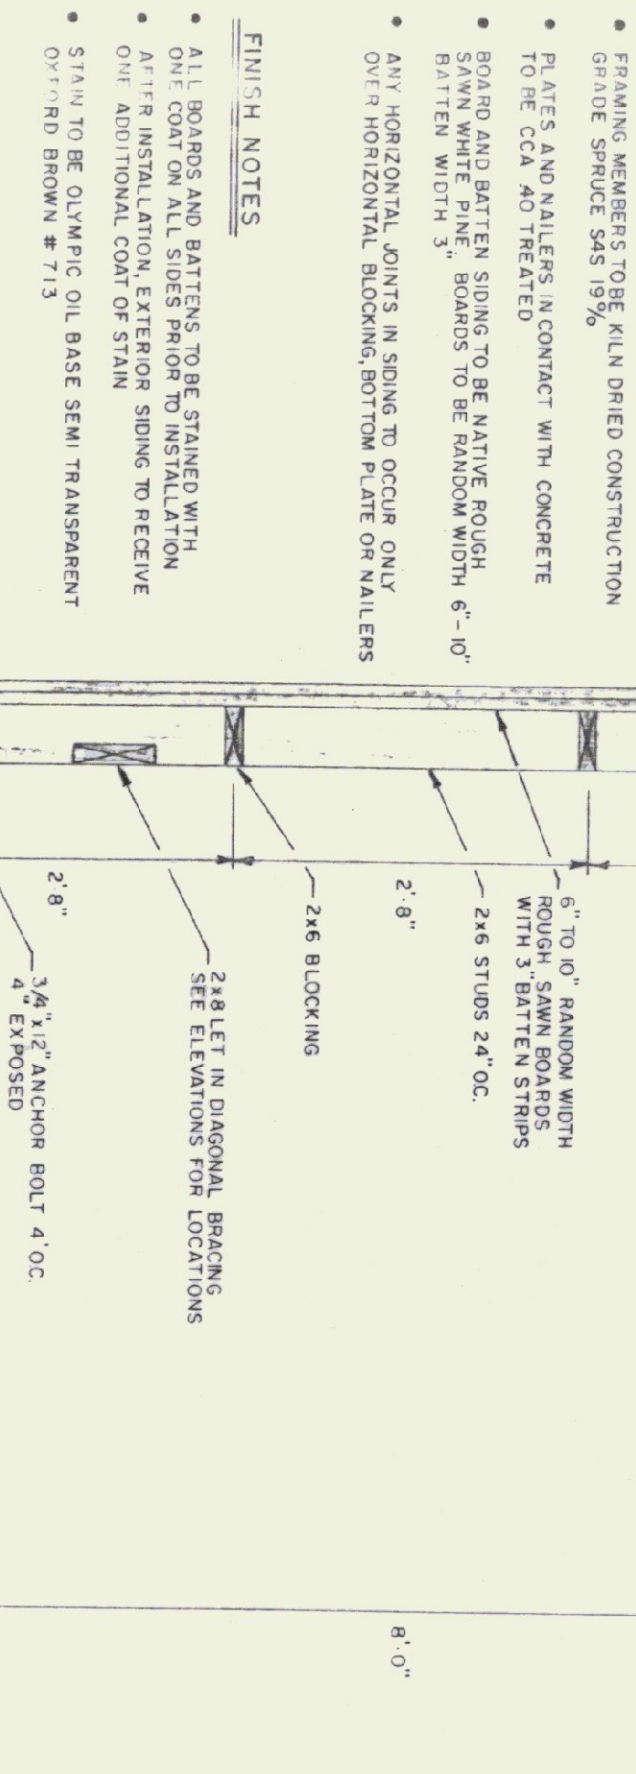 • FRAMING MEMBERS TO BE KILN DRIED CONSTRUCTION
GRADE SPRUCE S4S 19%
• PLATES AND NAILERS IN CONTACT WITH CONCRETE
TO BE CCA .40 TREATED
• BOARD AND BATTEN SIDING TO BE NATIVE ROUGH
SAWN WHITE PINE. BOARDS TO BE RANDOM WIDTH 6"-10"
BATTEN WIDTH 3"
• ANY HORIZONTAL JOINTS IN SIDING TO OCCUR ONLY
OVER HORIZONTAL BLOCKING, BOTTOM PLATE OR NAILERS
FINISH NOTES
• ALL BOARDS AND BATTENS TO BE STAINED WITH
ONE COAT ON ALL SIDES PRIOR TO INSTALLATION
• AFTER INSTALLATION, EXTERIOR SIDING TO RECEIVE
ONE ADDITIONAL COAT OF STAIN
• STAIN TO BE OLYMPIC OIL BASE SEMI TRANSPARENT
OXFORD BROWN # 713
6" TO 10" RANDOM WIDTH
ROUGH SAWN BOARDS
WITH 3" BATTEN STRIPS
2x6 STUDS 24" O.C.
2'-8"
2x6 BLOCKING
2x8 LET IN DIAGONAL BRACING
SEE ELEVATIONS FOR LOCATIONS
2'-8"
3/4"x12" ANCHOR BOLT 4' O.C.
4" EXPOSED
8'-0"